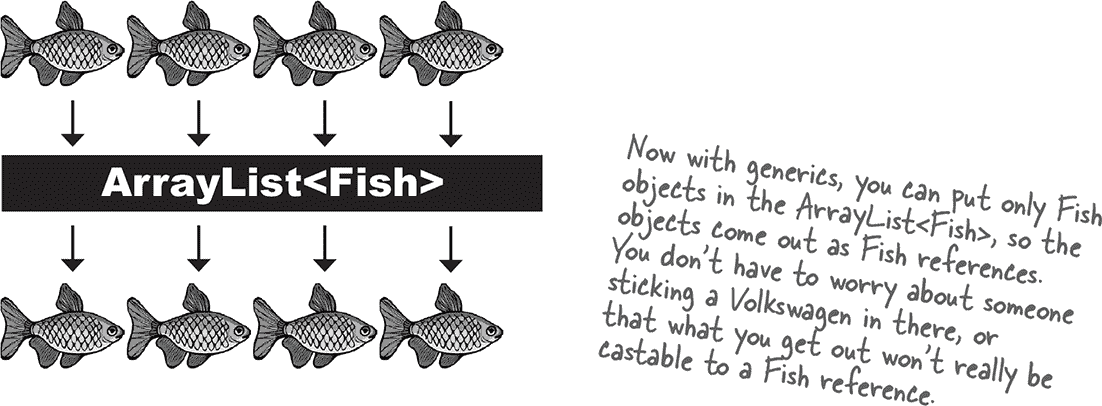 ArrayList<Fish>
Now with generics, you can put only Fish
objects in the ArrayList<Fish>, so the
objects come out as Fish references.
You don't have to worry about someone
sticking a Volkswagen in there, or
that what you get out won't really be
castable to a Fish reference.